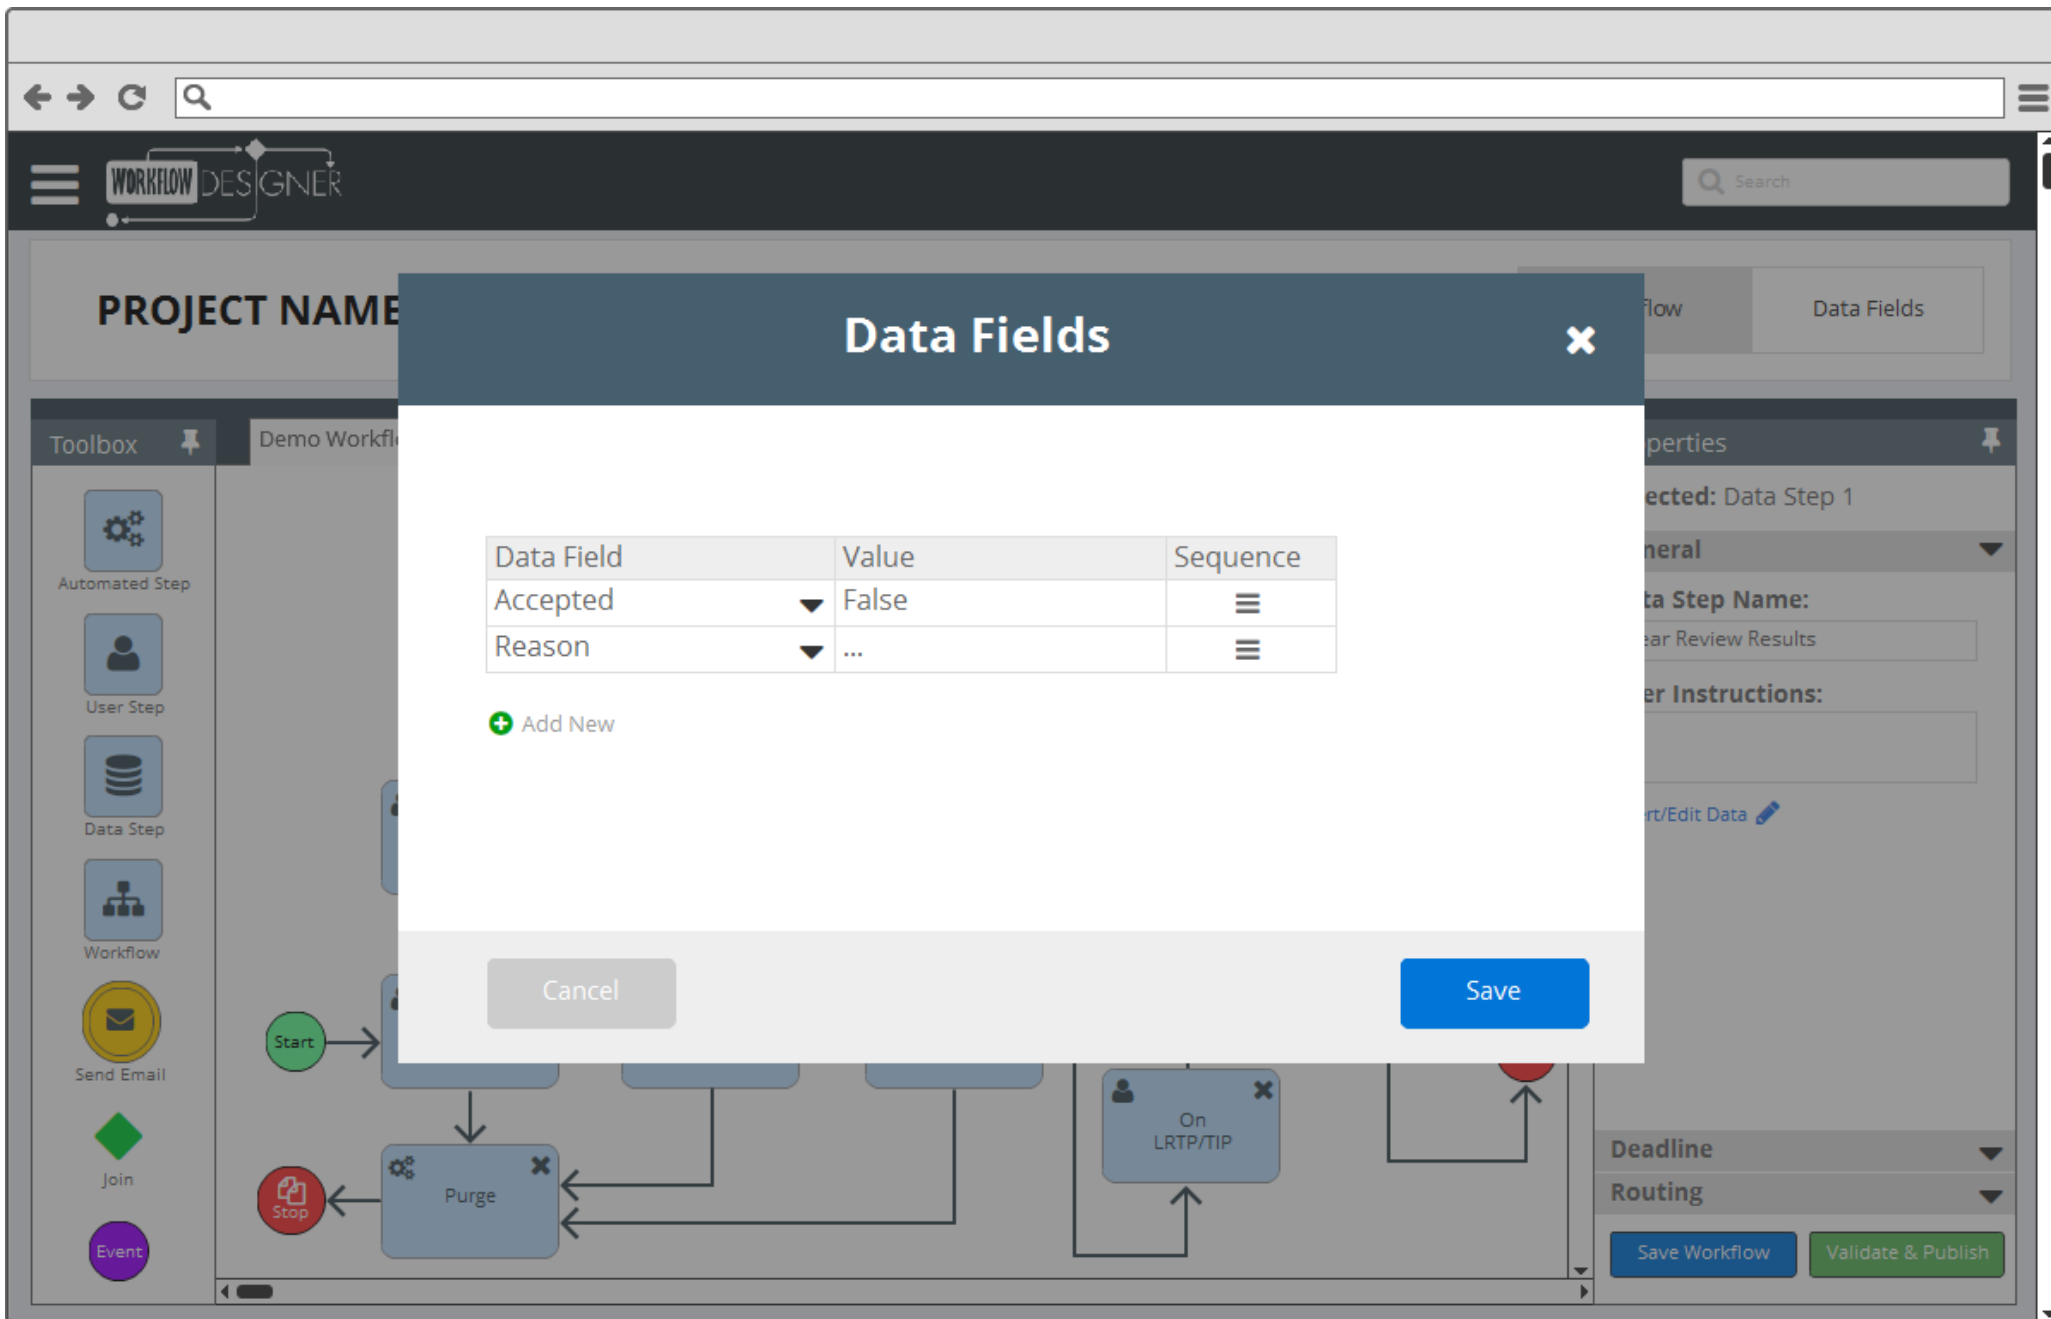 WORKFLOW DESIGNER
Search
PROJECT NAME
flow
Data Fields
Data Fields
Toolbox
Demo Workfl
perties
ected: Data Step 1
neral
ta Step Name:
ear Review Results
er Instructions:
rt/Edit Data
Automated Step
User Step
Data Step
Workflow
Send Email
Join
Event
Data Field Value Sequence
Accepted False
Reason ...
Add New
Cancel
Save
Start
On
LRTP/TIP
Purge
Stop
Deadline
Routing
Save Workflow
Validate & Publish